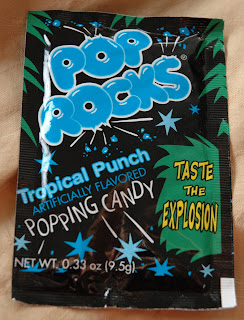 POP
ROCKS®
Tropical Punch
ARTIFICIALLY FLAVORED
POPPING CANDY
TASTE
THE
EXPLOSION
NET WT. 0.33 oz (9.5g)